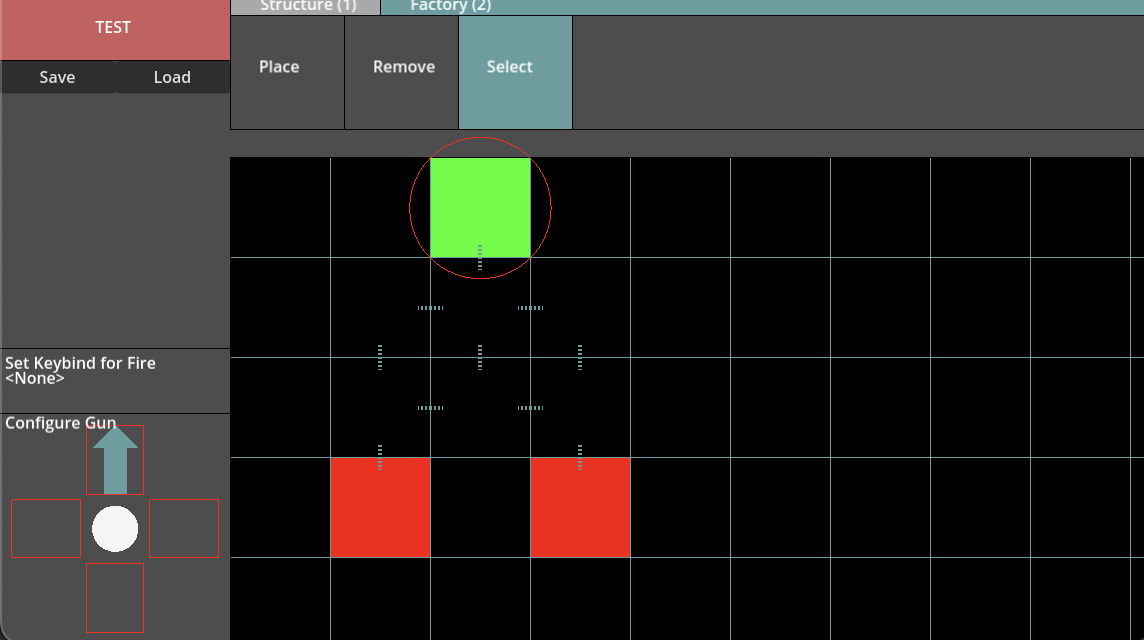 Structure (1)
Factory (2)
TEST
Save
Load
Place
Remove
Select
Set Keybind for Fire
<None>
Configure Gun